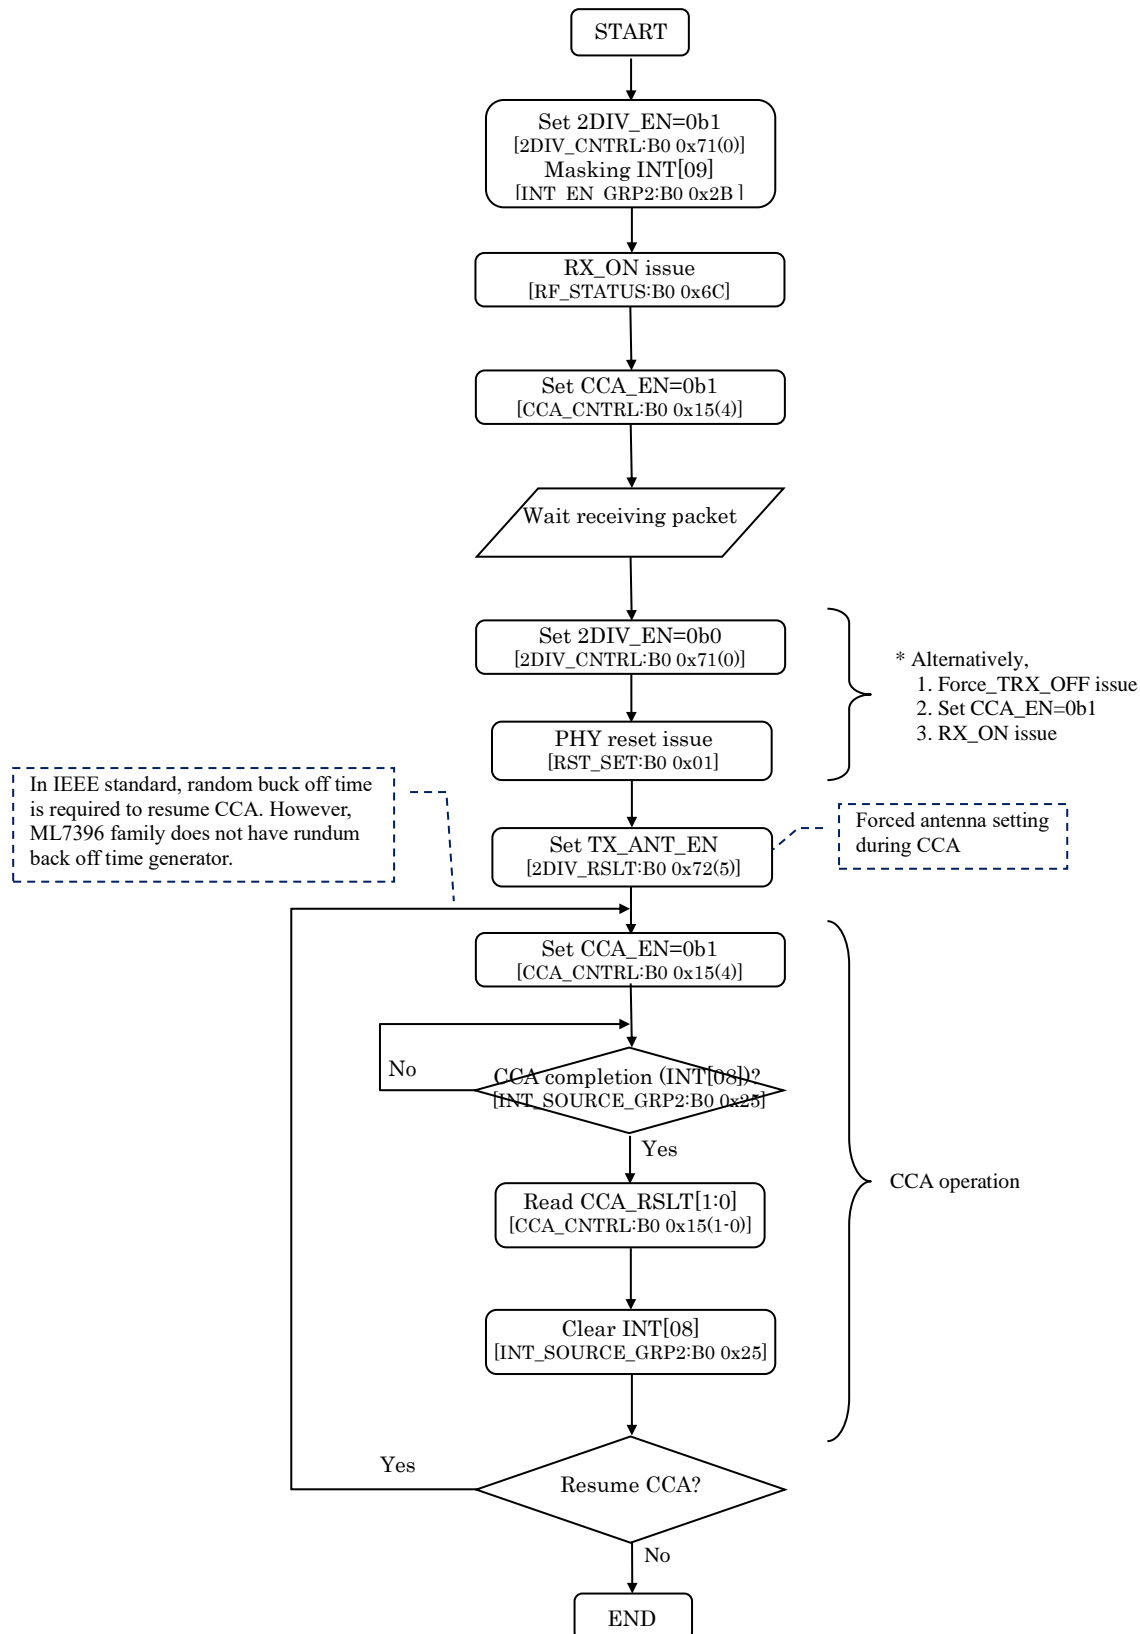 START
Set 2DIV_EN=0b1
[2DIV_CNTRL:B0 0x71(0)]
Masking INT[09]
[INT_EN_GRP2:B0 0x2B ]
RX_ON issue
[RF_STATUS:B0 0x6C]
Set CCA_EN=0b1
[CCA_CNTRL:B0 0x15(4)]
Wait receiving packet
Set 2DIV_EN=0b0
[2DIV_CNTRL:B0 0x71(0)]
* Alternatively,
1. Force_TRX_OFF issue
2. Set CCA_EN=0b1
3. RX_ON issue
PHY reset issue
[RST_SET:B0 0x01]
In IEEE standard, random buck off time
is required to resume CCA. However,
ML7396 family does not have rundum
back off time generator.
Set TX_ANT_EN
[2DIV_RSLT:B0 0x72(5)]
Forced antenna setting
during CCA
Set CCA_EN=0b1
[CCA_CNTRL:B0 0x15(4)]
No
CCA completion (INT[08])?
[INT_SOURCE_GRP2:B0 0x25]
Yes
Read CCA_RSLT[1:0]
[CCA_CNTRL:B0 0x15(1-0)]
CCA operation
Clear INT[08]
[INT_SOURCE_GRP2:B0 0x25]
Yes
Resume CCA?
No
END